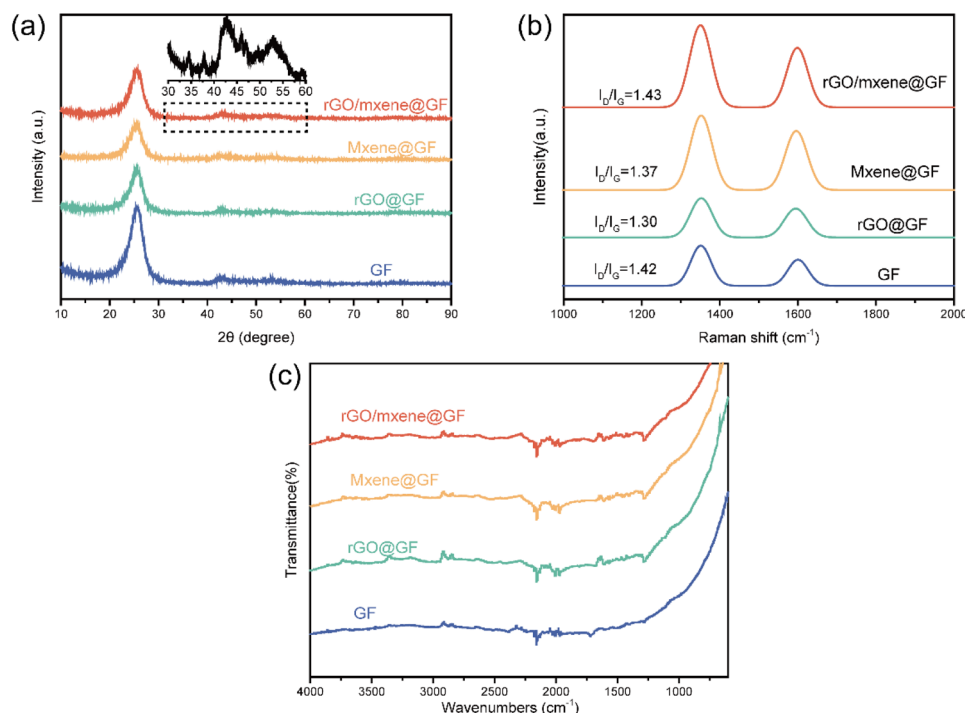 (a)
30 35 40 45 50 55 60
rGO/mxene@GF
Mxene@GF
rGO@GF
GF
Intensity (a.u.)
10 20 30 40 50 60 70 80 90
2θ (degree)
(b)
I_D/I_G=1.43
rGO/mxene@GF
I_D/I_G=1.37
Mxene@GF
I_D/I_G=1.30
rGO@GF
I_D/I_G=1.42
GF
Intensity(a.u.)
1000 1200 1400 1600 1800 2000
Raman shift (cm⁻¹)
(c)
rGO/mxene@GF
Mxene@GF
rGO@GF
GF
Transmittance(%)
4000 3500 3000 2500 2000 1500 1000
Wavenumbers (cm⁻¹)